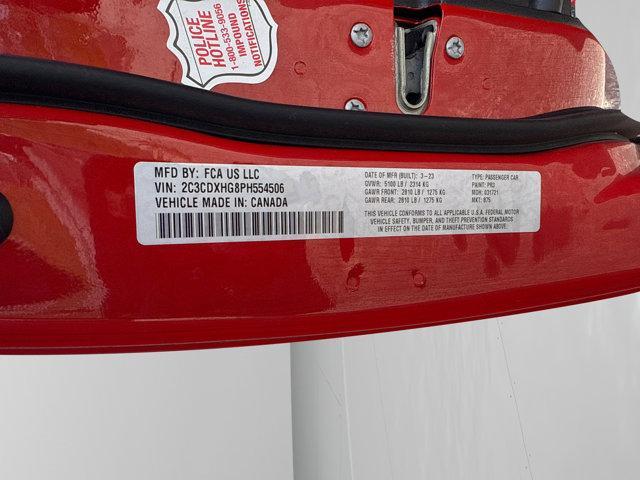 POLICE
HOTLINE
1-800-533-9056
IMPOUND
NOTIFICATIONS
MFD BY: FCA US LLC
VIN: 2C3CDXHG8PH554506
VEHICLE MADE IN: CANADA
DATE OF MFR (BUILT): 3-23
GVWR: 5100 LB / 2314 KG
GAWR FRONT: 2810 LB / 1275 KG
GAWR REAR: 2810 LB / 1275 KG
TYPE: PASSENGER CAR
PAINT: PR3
MDH: 031721
MKT: 875
THIS VEHICLE CONFORMS TO ALL APPLICABLE U.S.A. FEDERAL MOTOR
VEHICLE SAFETY, BUMPER, AND THEFT PREVENTION STANDARDS
IN EFFECT ON THE DATE OF MANUFACTURE SHOWN ABOVE.